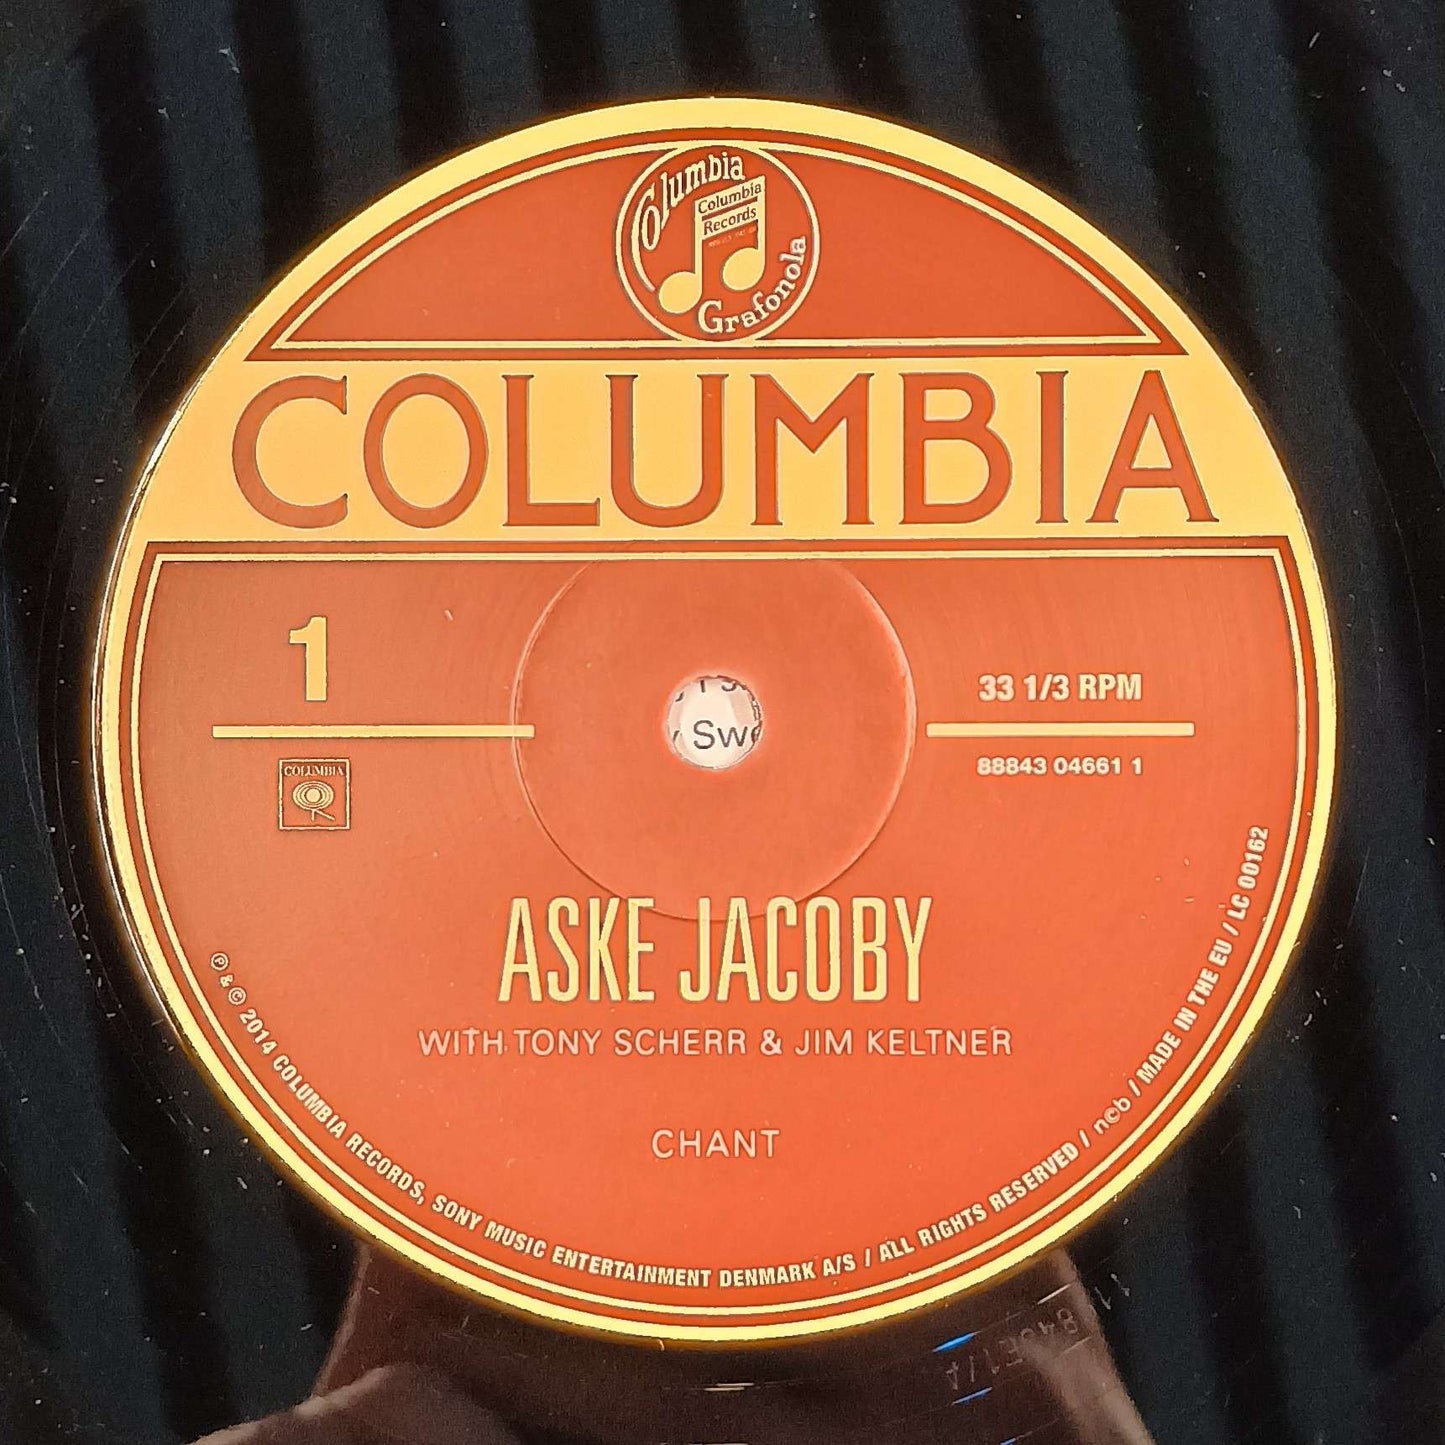 Columbia
Columbia
Records
Grafonola
COLUMBIA
1
33 1/3 RPM
88843 04661 1
COLUMBIA
ASKE JACOBY
WITH TONY SCHERR & JIM KELTNER
CHANT
℗ & © 2014 COLUMBIA RECORDS, SONY MUSIC ENTERTAINMENT DENMARK A/S / ALL RIGHTS RESERVED / n©b / MADE IN THE EU / LC 00162